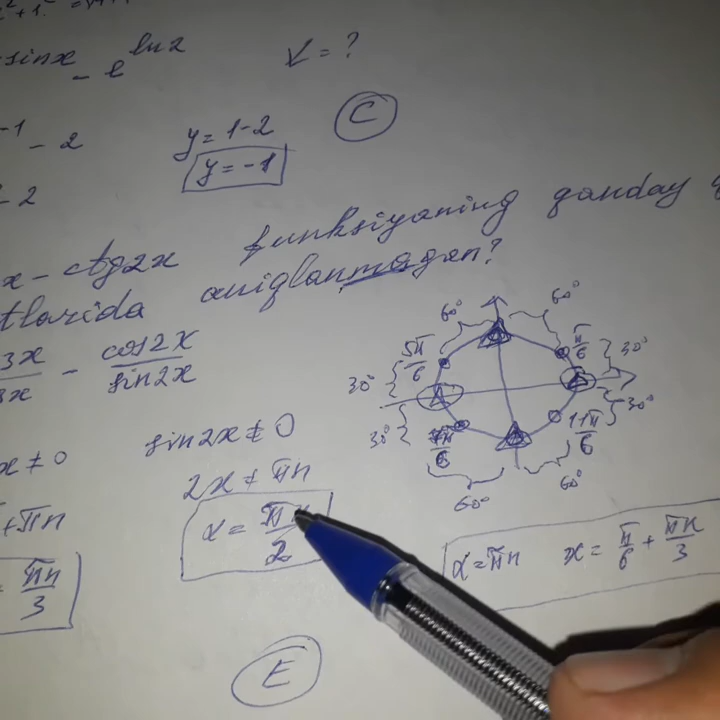 sinx - e^ln2 x = ?
-1 - 2 y = 1-2 C
- 2 y = -1
x - ctg2x funksiyaning qanday
tlarida aniqlanmagan?
3x/3x - cos2x/sin2x
x ≠ 0 sin2x ≠ 0
2x ≠ πn
+ πn x = πn/2
= πn/3
60° 60°
5π/6 π/6 30°
30°
30° 30°
7π/6 11π/6
60° 60°
x = πn x = π/6 + πn/3
E